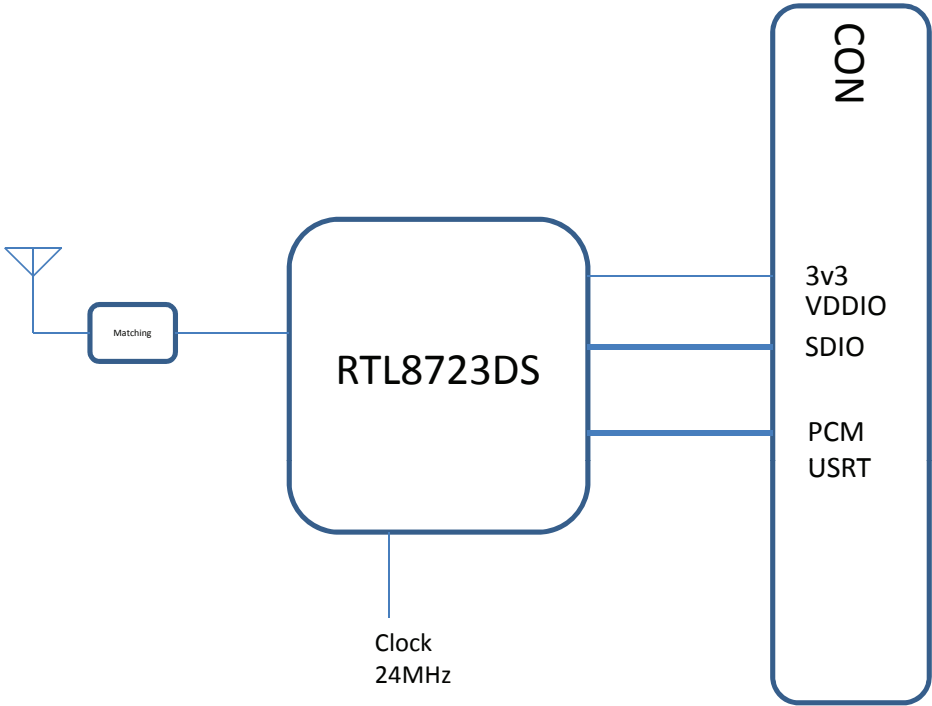 CON
3v3
VDDIO
SDIO
Matching
RTL8723DS
PCM
USRT
Clock
24MHz